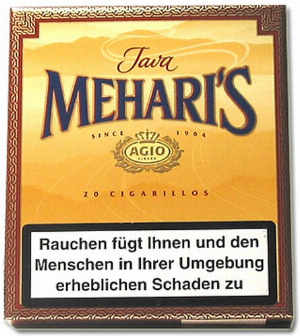 Java
MEHARI'S
SINCE 1904
AGIO
CIGARS
20 CIGARILLOS
Rauchen fügt Ihnen und den
Menschen in Ihrer Umgebung
erheblichen Schaden zu